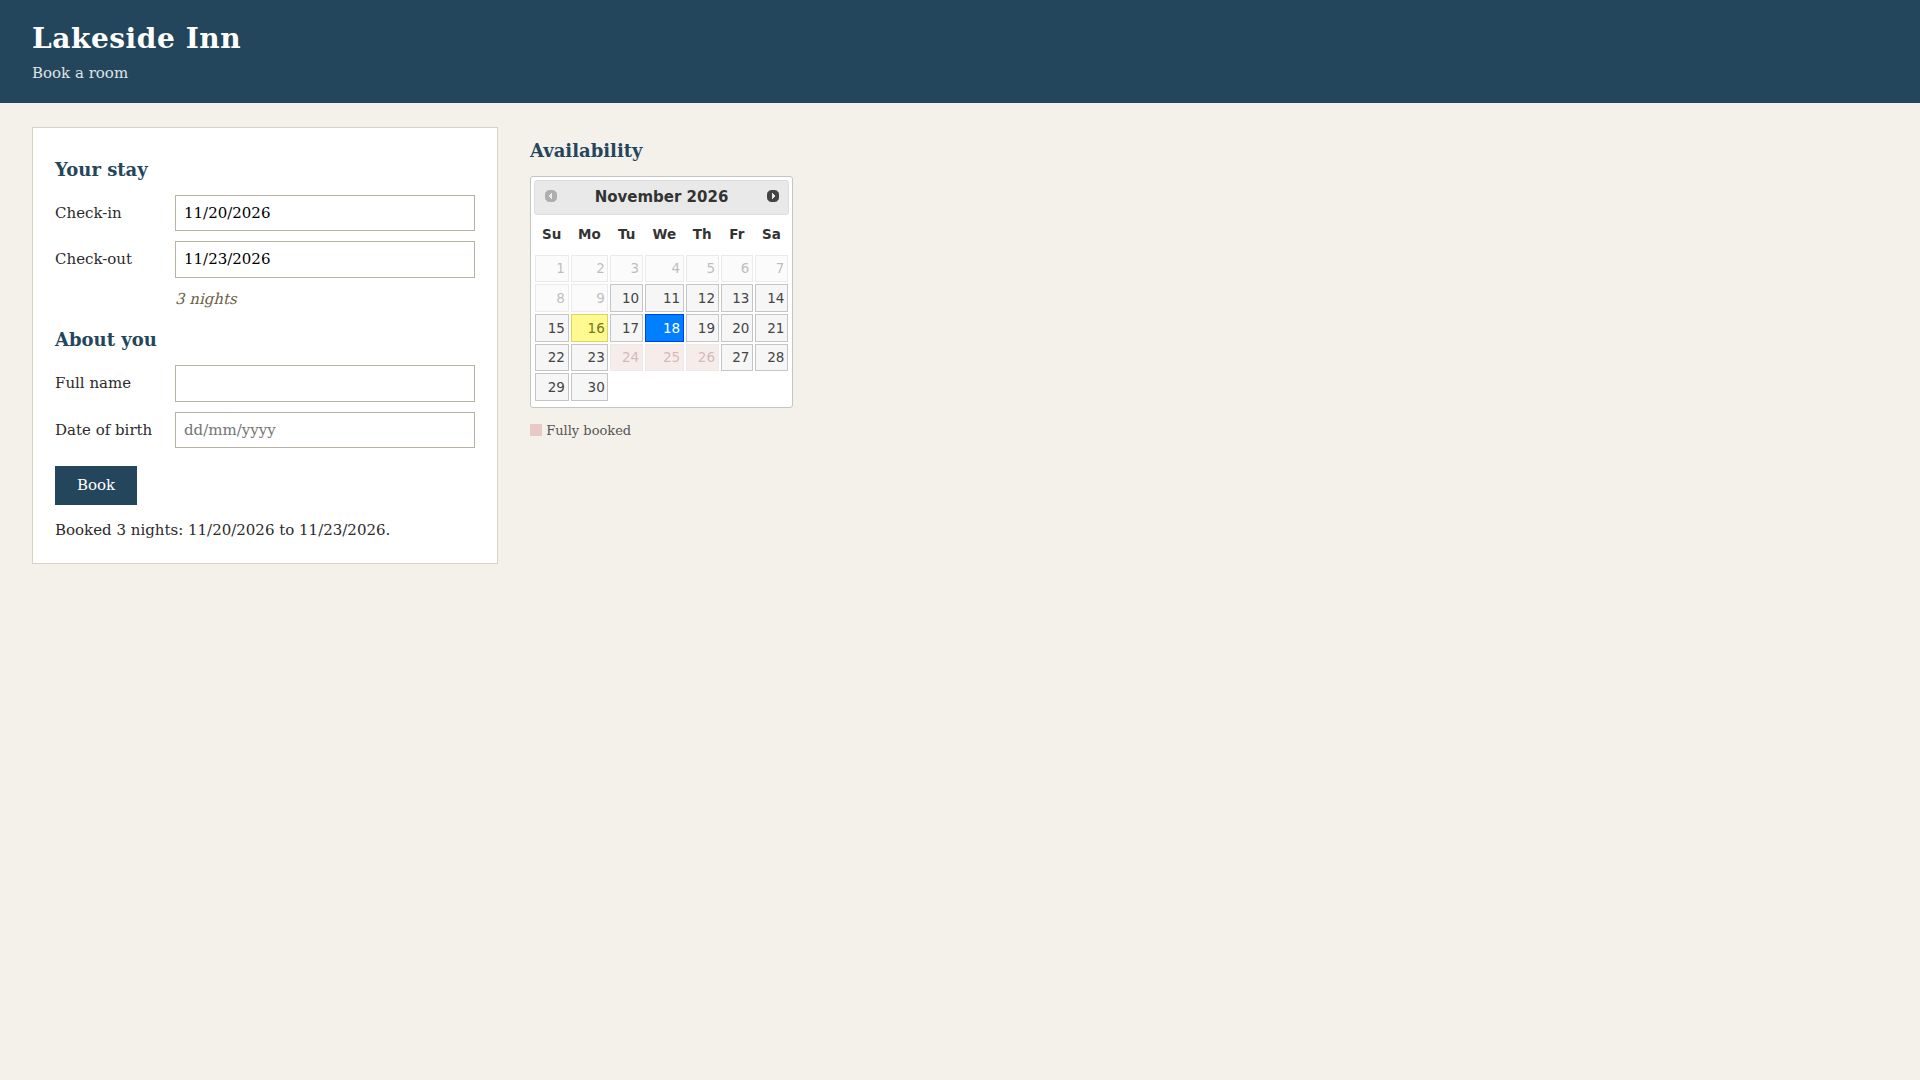 Lakeside Inn
Book a room
Your stay
Check-in 11/20/2026
Check-out 11/23/2026
3 nights
About you
Full name
Date of birth dd/mm/yyyy
Book
Booked 3 nights: 11/20/2026 to 11/23/2026.
Availability
November 2026
Su Mo Tu We Th Fr Sa
1 2 3 4 5 6 7
8 9 10 11 12 13 14
15 16 17 18 19 20 21
22 23 24 25 26 27 28
29 30
Fully booked